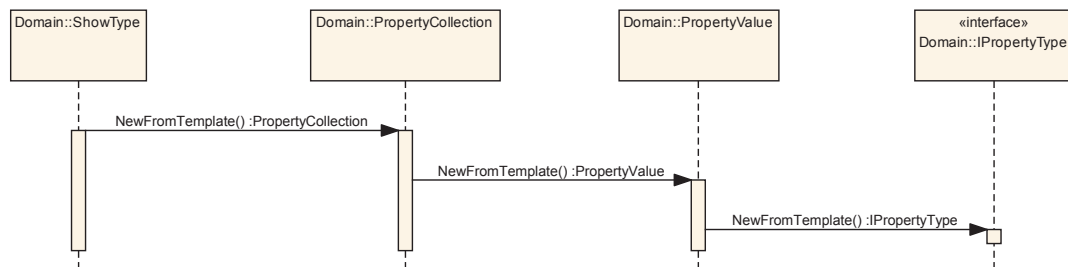 Domain::ShowType
Domain::PropertyCollection
Domain::PropertyValue
«interface»
Domain::IPropertyType
NewFromTemplate() :PropertyCollection
NewFromTemplate() :PropertyValue
NewFromTemplate() :IPropertyType